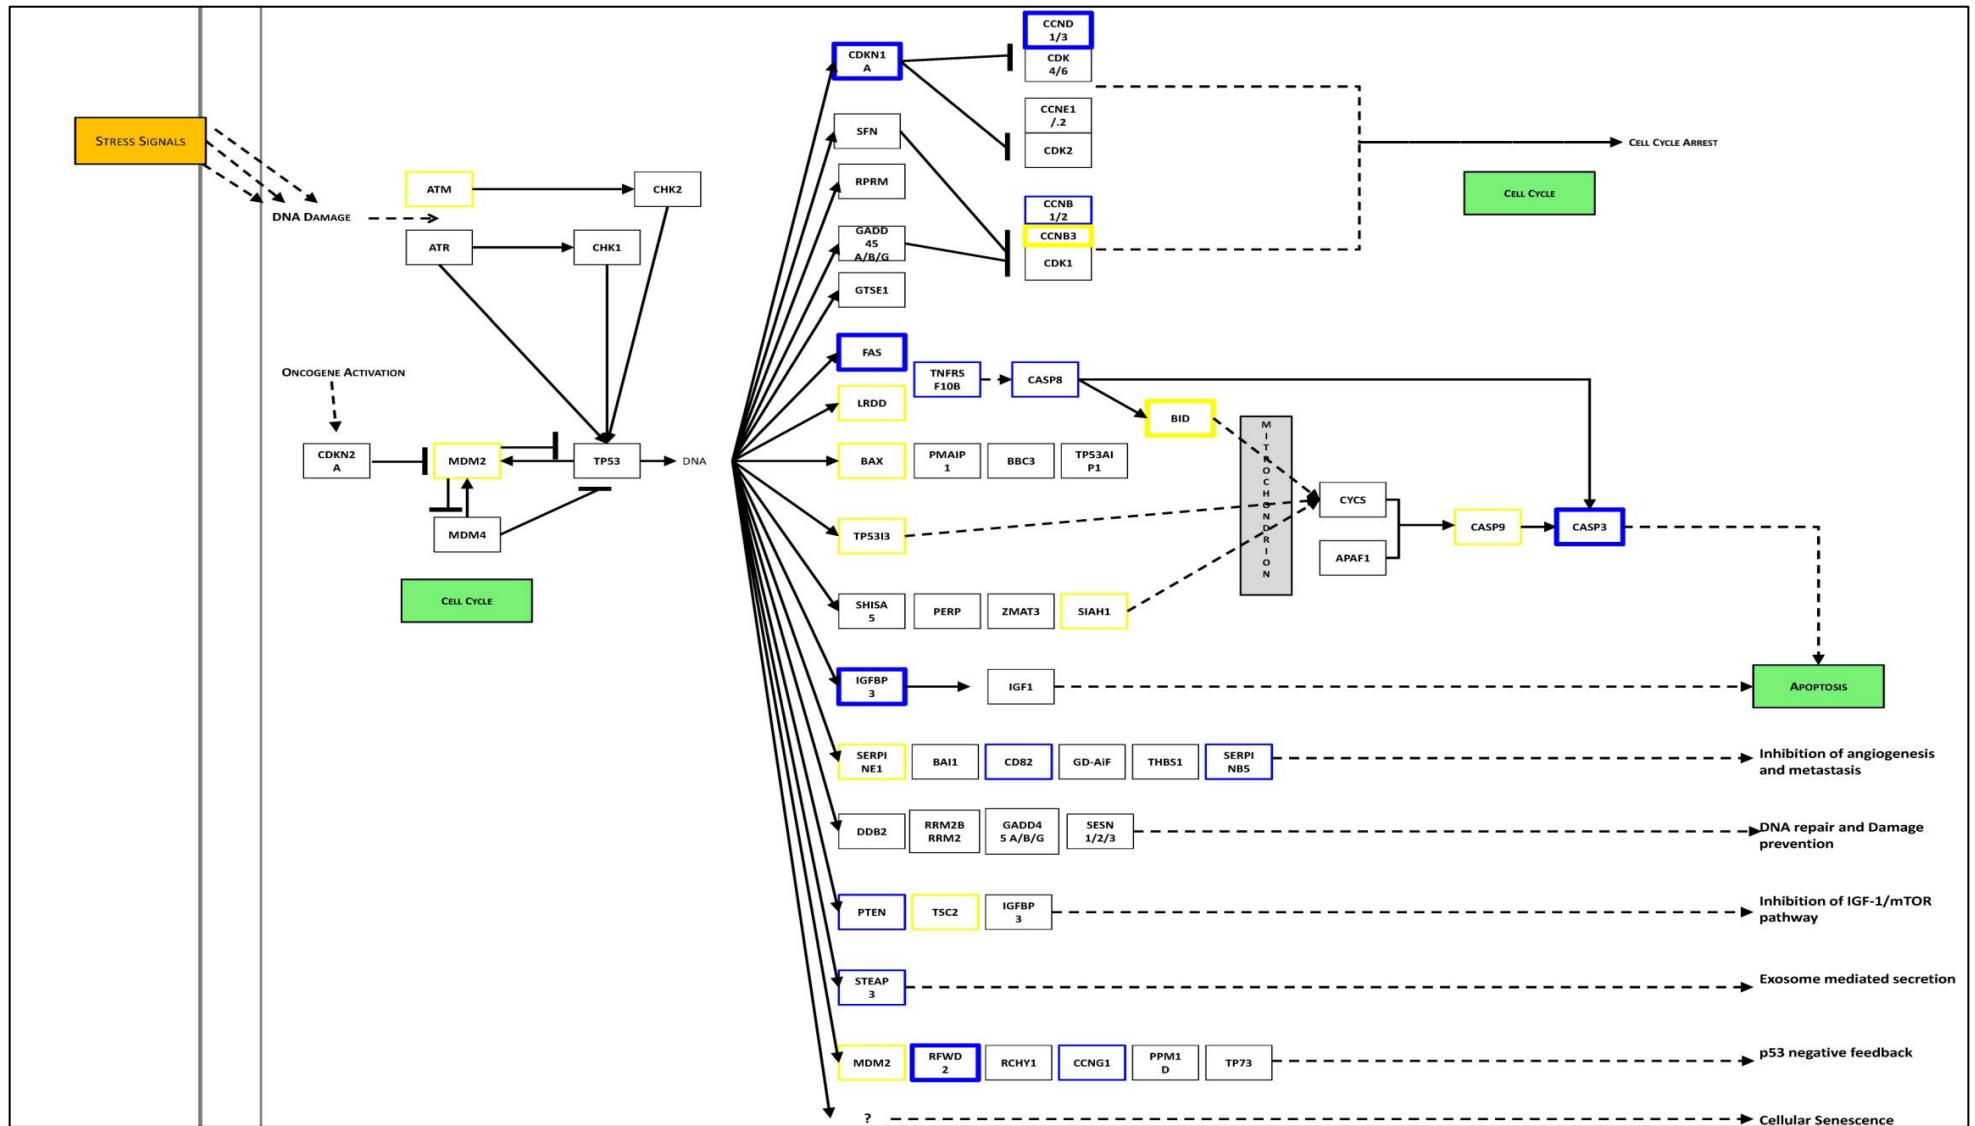 STRESS SIGNALS
DNA DAMAGE
ATM
CHK2
ATR
CHK1
ONCOGENE ACTIVATION
CDKN2
A
MDM2
TP53
DNA
MDM4
CELL CYCLE
CDKN1
A
SFN
RPRM
GADD
45
A/B/G
GTSE1
CCND
1/3
CDK
4/6
CCNE1
/.2
CDK2
CCNB
1/2
CCNB3
CDK1
CELL CYCLE ARREST
CELL CYCLE
FAS
TNFRS
F10B
CASP8
LRDD
BID
BAX
PMAIP
1
BBC3
TP53AI
P1
MITROCHONDRION
TP53I3
CYCS
APAF1
CASP9
CASP3
SHISA
5
PERP
ZMAT3
SIAH1
IGFBP
3
IGF1
APOPTOSIS
SERPI
NE1
BAI1
CD82
GD-AiF
THBS1
SERPI
NB5
Inhibition of angiogenesis
and metastasis
DDB2
RRM2B
RRM2
GADD4
5 A/B/G
SESN
1/2/3
DNA repair and Damage
prevention
PTEN
TSC2
IGFBP
3
Inhibition of IGF-1/mTOR
pathway
STEAP
3
Exosome mediated secretion
MDM2
RFWD
2
RCHY1
CCNG1
PPM1
D
TP73
p53 negative feedback
?
Cellular Senescence